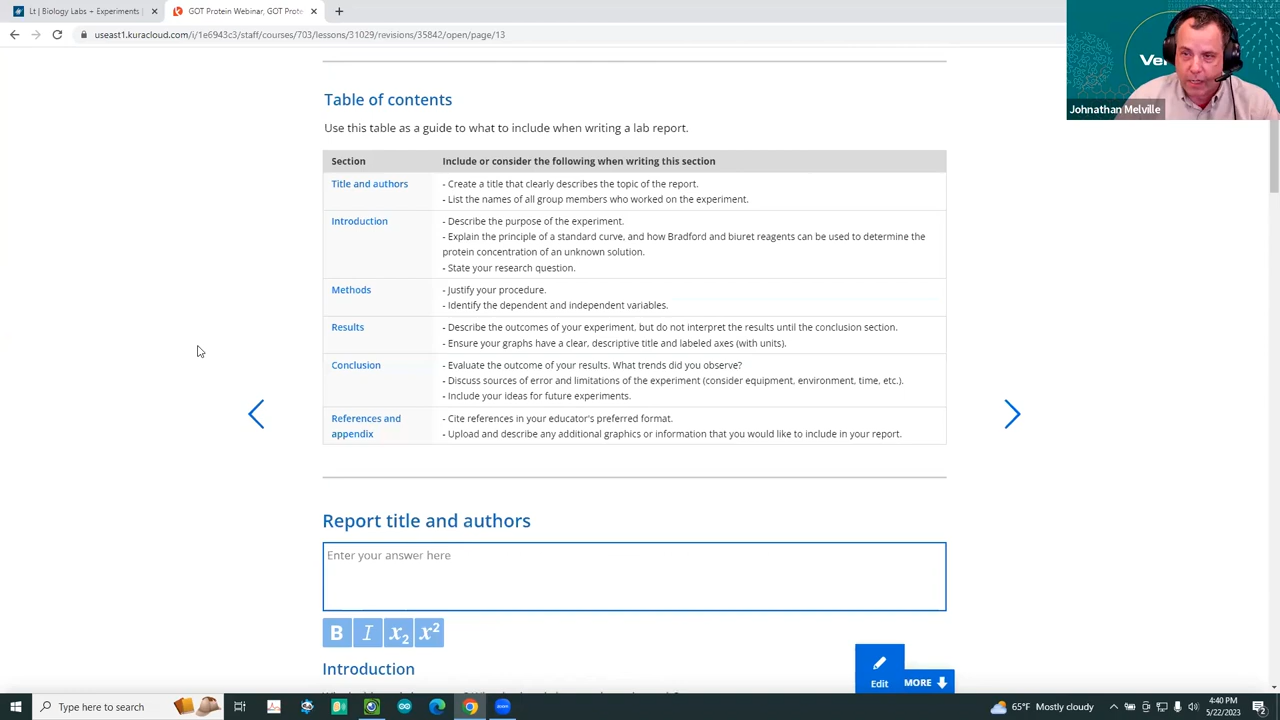 Lt | Biology Labs + Experiments |
GOT Protein Webinar, GOT Prote
useast1.kuracloud.com/i/1e6943c3/staff/courses/703/lessons/31029/revisions/35842/open/page/13
Ver
Johnathan Melville
Table of contents
Use this table as a guide to what to include when writing a lab report.
Section
Include or consider the following when writing this section
Title and authors
- Create a title that clearly describes the topic of the report.
- List the names of all group members who worked on the experiment.
Introduction
- Describe the purpose of the experiment.
- Explain the principle of a standard curve, and how Bradford and biuret reagents can be used to determine the
protein concentration of an unknown solution.
- State your research question.
Methods
- Justify your procedure.
- Identify the dependent and independent variables.
Results
- Describe the outcomes of your experiment, but do not interpret the results until the conclusion section.
- Ensure your graphs have a clear, descriptive title and labeled axes (with units).
Conclusion
- Evaluate the outcome of your results. What trends did you observe?
- Discuss sources of error and limitations of the experiment (consider equipment, environment, time, etc.).
- Include your ideas for future experiments.
References and
appendix
- Cite references in your educator's preferred format.
- Upload and describe any additional graphics or information that you would like to include in your report.
Report title and authors
Enter your answer here
B I x₂ x²
Introduction
Edit
MORE
Type here to search
65°F Mostly cloudy
4:40 PM
5/22/2023
2